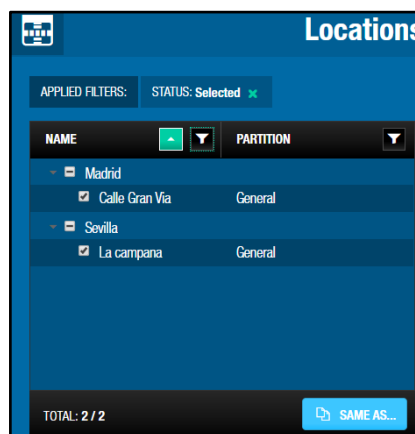 Locations
APPLIED FILTERS: STATUS: Selected ×
NAME PARTITION
Madrid
Calle Gran Via General
Sevilla
La campana General
TOTAL: 2 / 2 SAME AS...